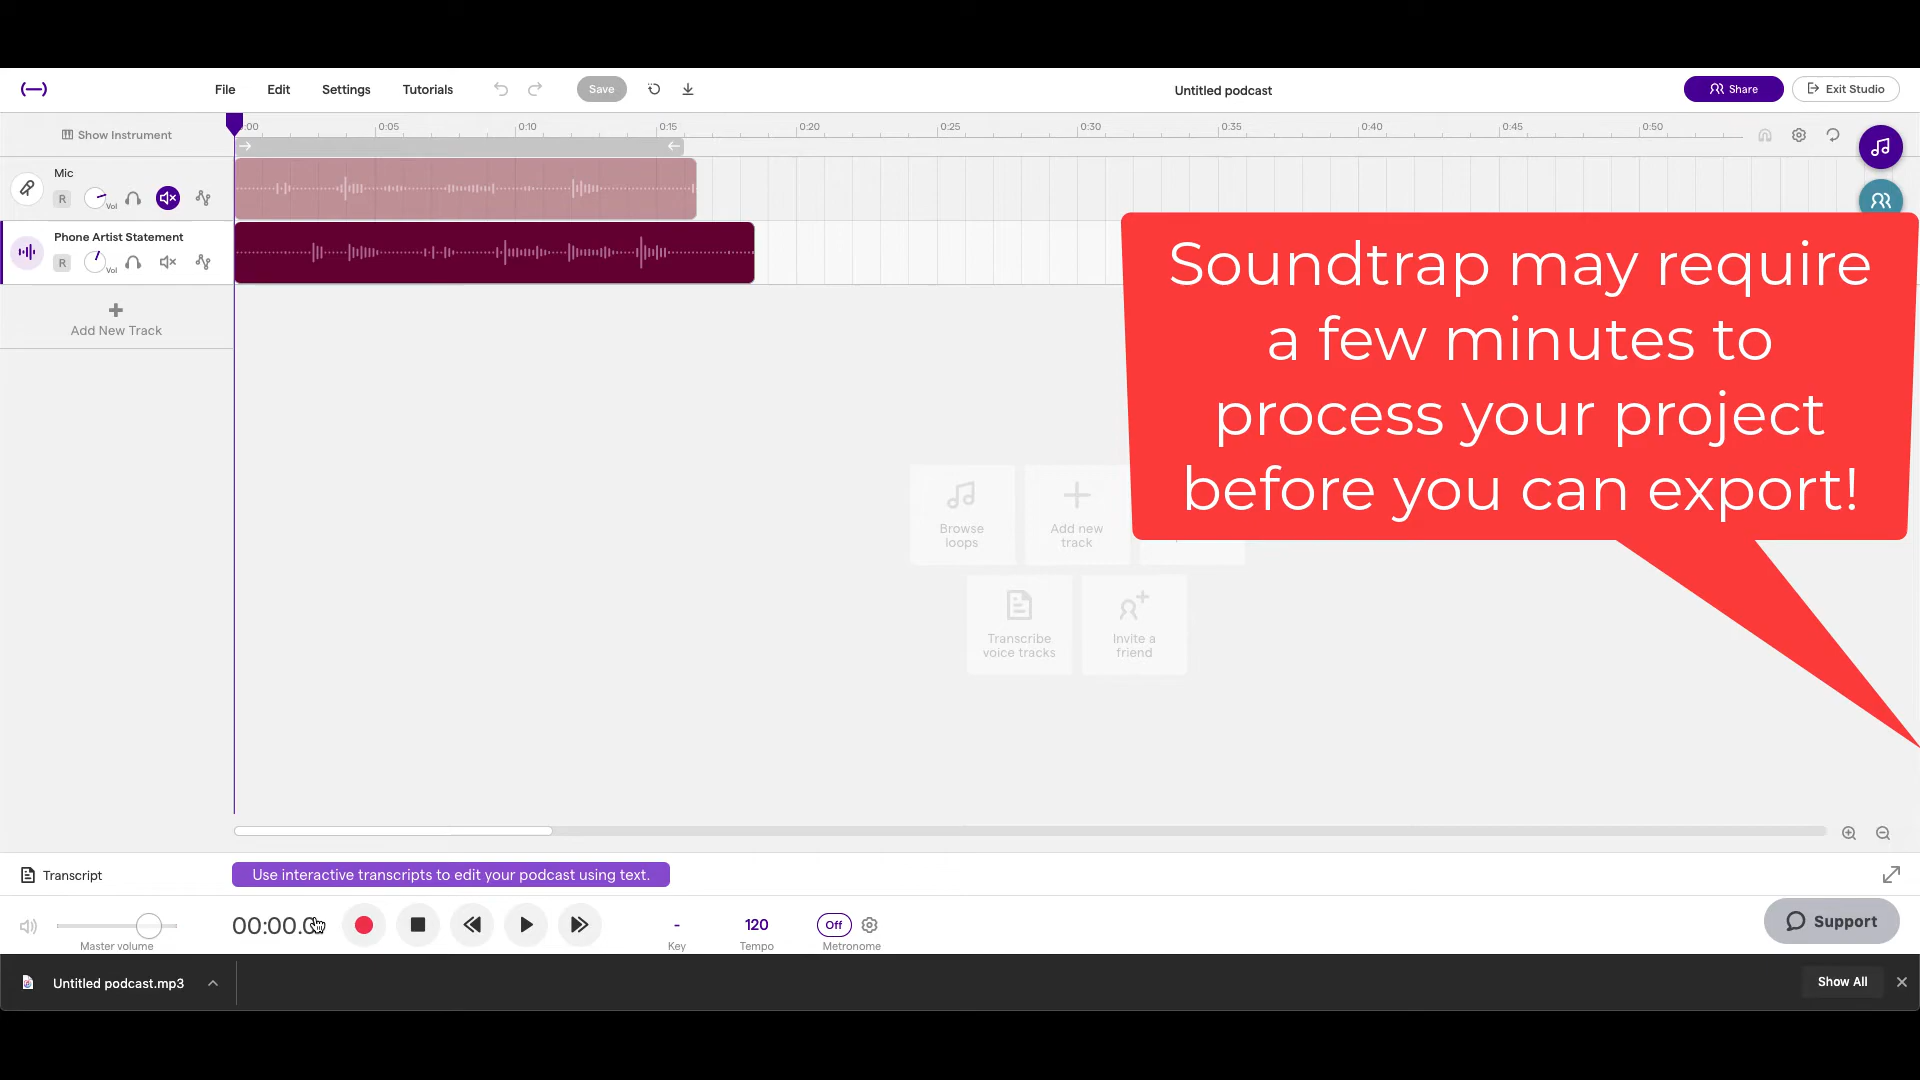 File Edit Settings Tutorials Save Untitled podcast Share Exit Studio
Show Instrument :00 0:05 0:10 0:15 0:20 0:25 0:30 0:35 0:40 0:45 0:50
Mic
R Vol
Phone Artist Statement
R Vol
Add New Track
Soundtrap may require
a few minutes to
process your project
before you can export!
Browse
loops
Add new
track
Transcribe
voice tracks
Invite a
friend
Transcript Use interactive transcripts to edit your podcast using text.
00:00.0 - 120 Off Support
Master volume Key Tempo Metronome
Untitled podcast.mp3 Show All